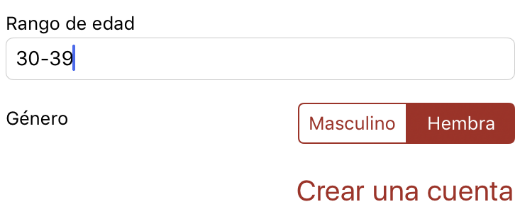 Rango de edad
30-39
Género
Masculino Hembra
Crear una cuenta